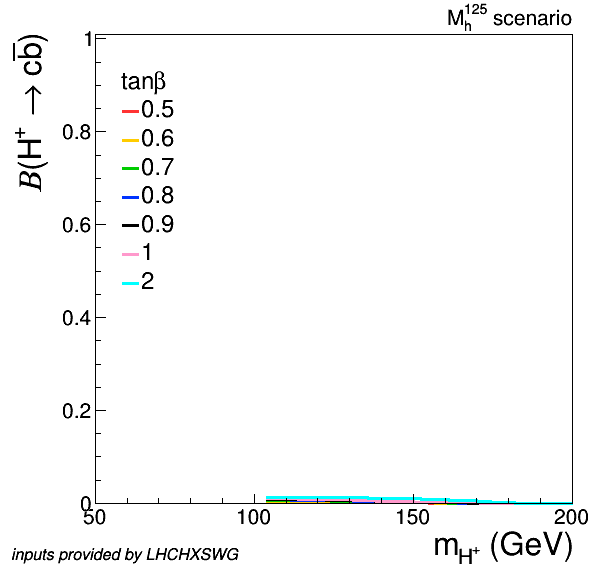 M_h^125 scenario
B(H⁺ → cb̅)
1
0.8
0.6
0.4
0.2
0
tanβ
0.5
0.6
0.7
0.8
0.9
1
2
50 100 150 200
m_H⁺ (GeV)
inputs provided by LHCHXSWG